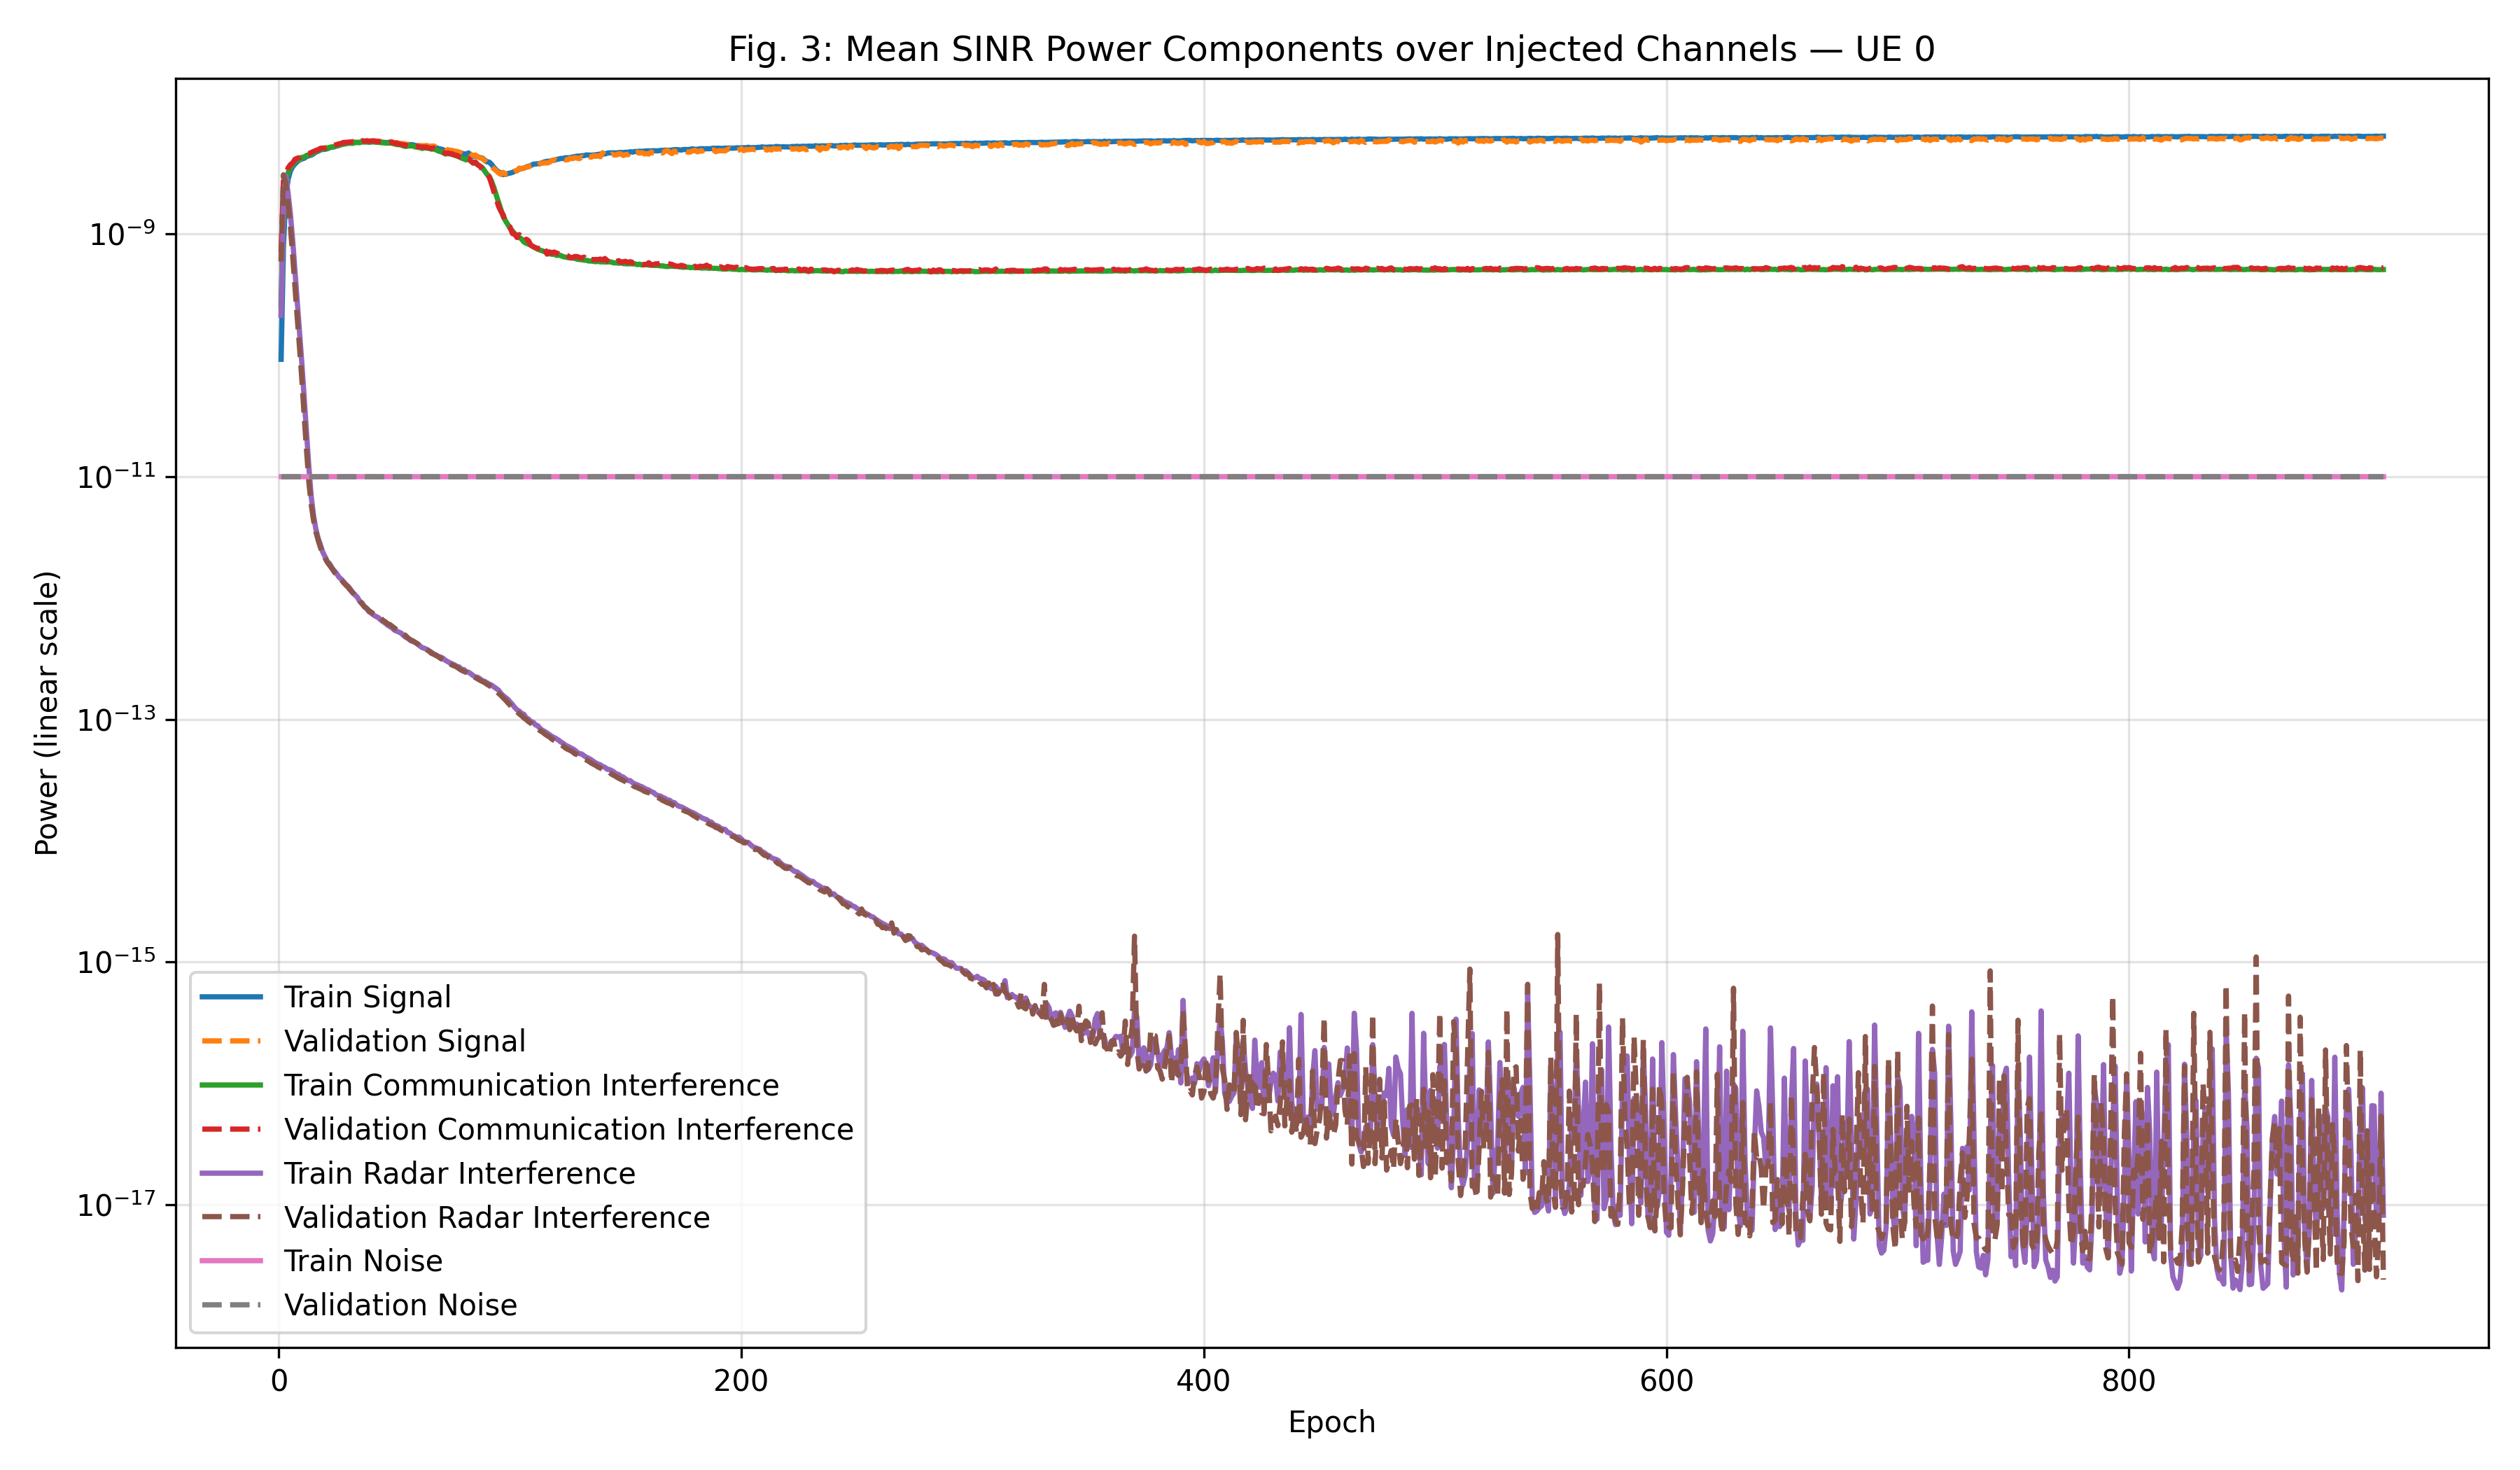 Fig. 3: Mean SINR Power Components over Injected Channels — UE 0
Power (linear scale)
10⁻⁹
10⁻¹¹
10⁻¹³
10⁻¹⁵
10⁻¹⁷
Train Signal
Validation Signal
Train Communication Interference
Validation Communication Interference
Train Radar Interference
Validation Radar Interference
Train Noise
Validation Noise
0 200 400 600 800
Epoch